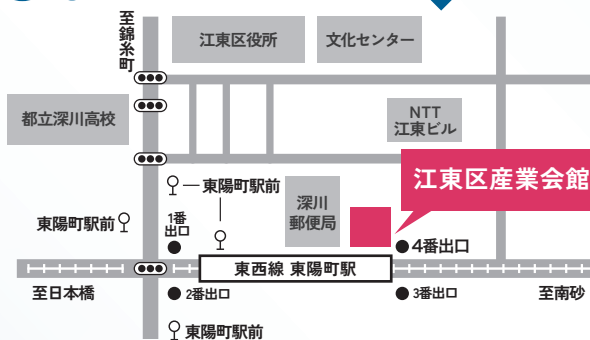 至錦糸町
江東区役所
文化センター
都立深川高校
NTT
江東ビル
江東区産業会館
東陽町駅前
深川
郵便局
東陽町駅前
1番
出口
4番出口
東西線 東陽町駅
至日本橋
2番出口
3番出口
至南砂
東陽町駅前